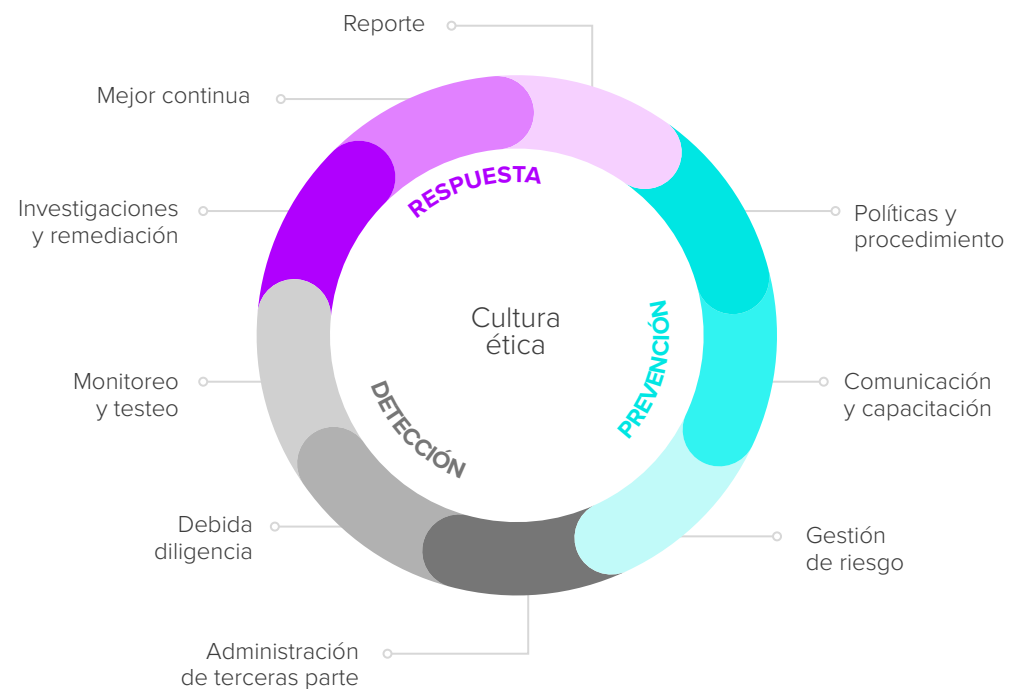 Reporte
Mejor continua
RESPUESTA
Investigaciones
y remediación
Políticas y
procedimiento
Cultura
ética
PREVENCIÓN
DETECCIÓN
Monitoreo
y testeo
Comunicación
y capacitación
Debida
diligencia
Gestión
de riesgo
Administración
de terceras parte